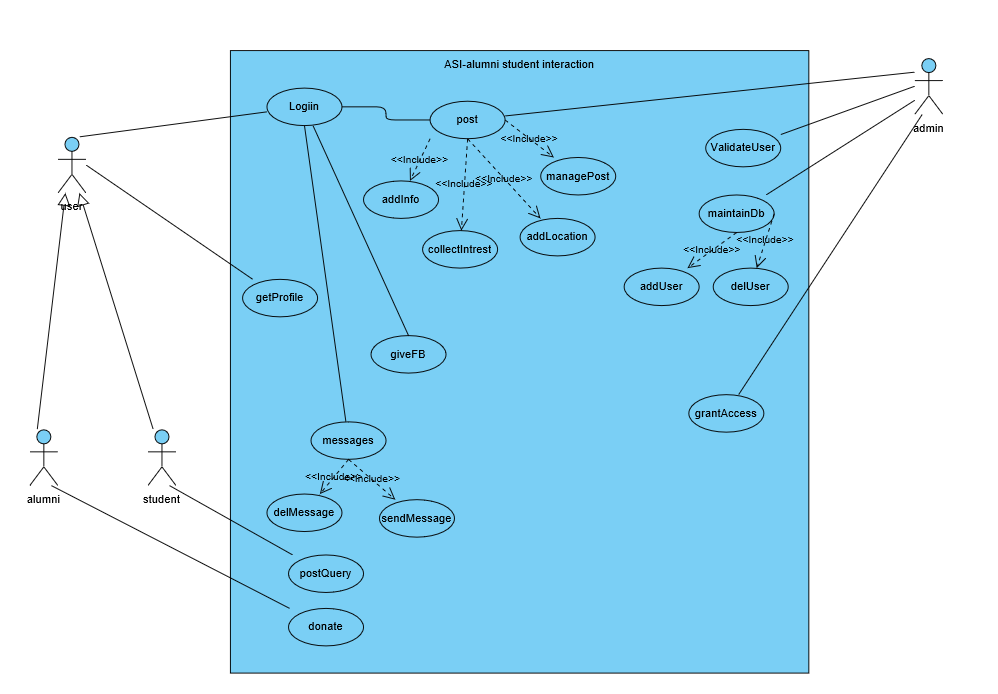 ASI-alumni student interaction
Logiin
post
admin
<<Include>>
ValidateUser
<<Include>>
managePost
<<Include>>
<<Include>>
addInfo
user
maintainDb
addLocation
collectIntrest
<<Include>>
<<Include>>
addUser
delUser
getProfile
giveFB
grantAccess
messages
<<Include>>
<<Include>>
alumni
student
delMessage
sendMessage
postQuery
donate